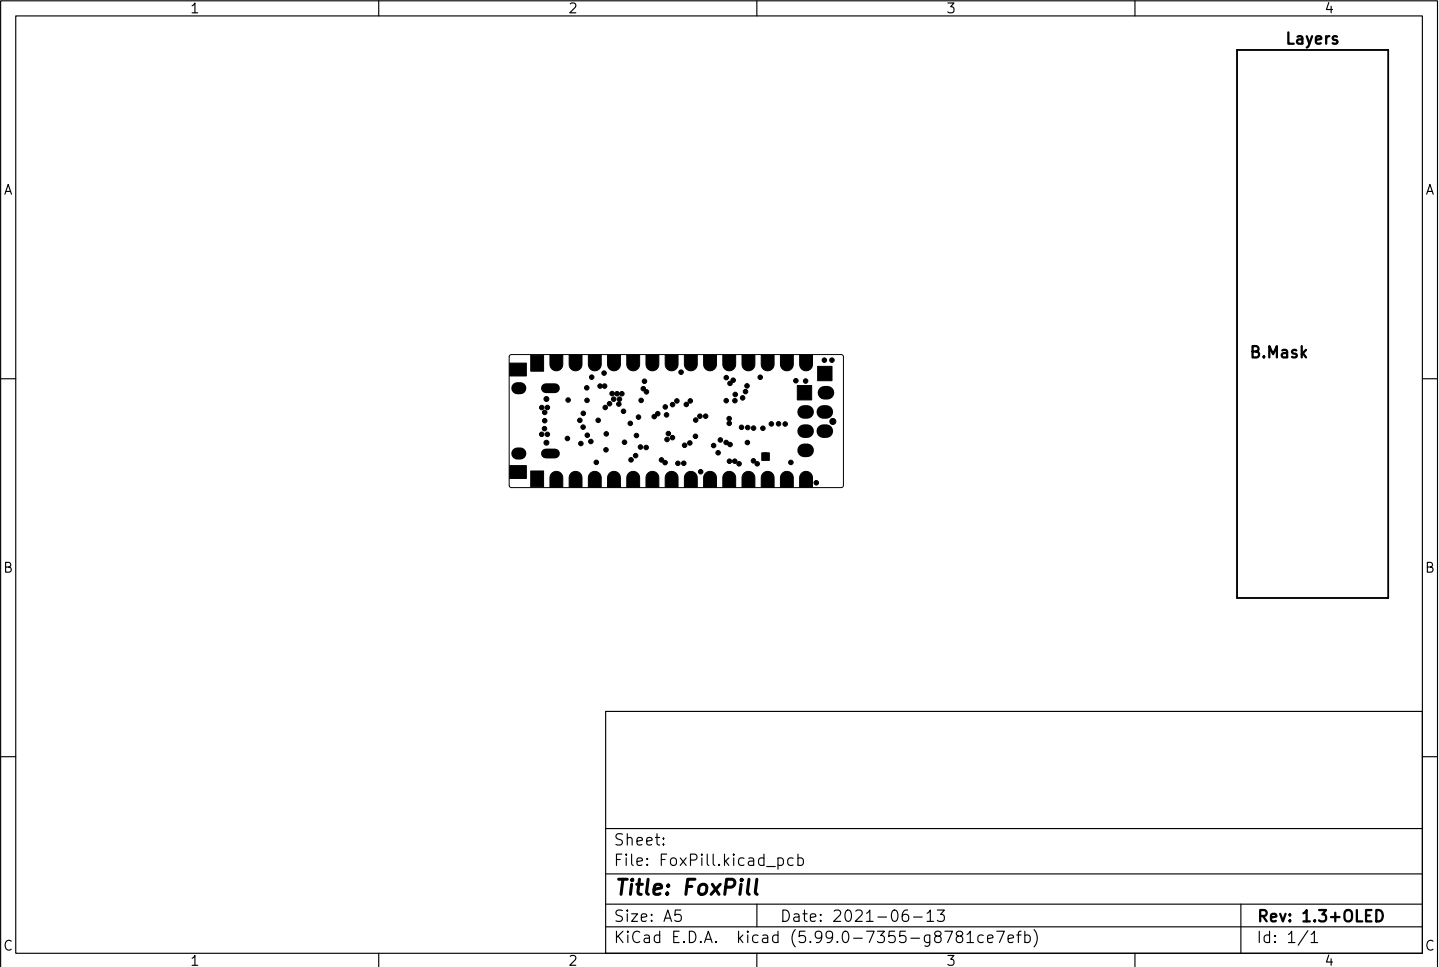 1 2 3 4
Layers
A A
B.Mask
B B
Sheet:
File: FoxPill.kicad_pcb
Title: FoxPill
Size: A5 Date: 2021-06-13 Rev: 1.3+OLED
KiCad E.D.A. kicad (5.99.0-7355-g8781ce7efb) Id: 1/1
C C
1 2 3 4